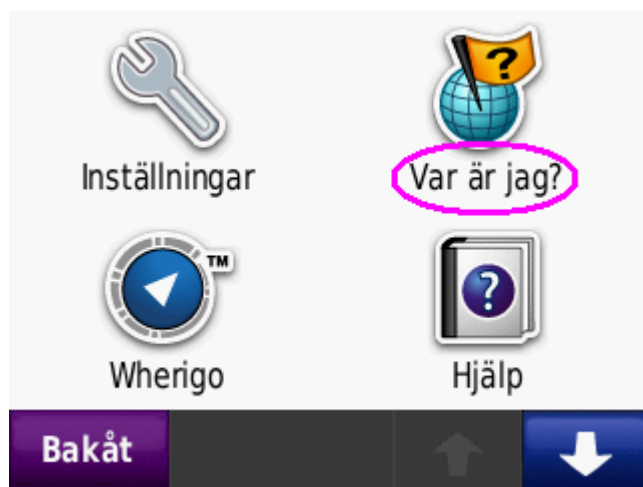 ?
Inställningar
Var är jag?
TM
?
Wherigo
Hjälp
Bakåt